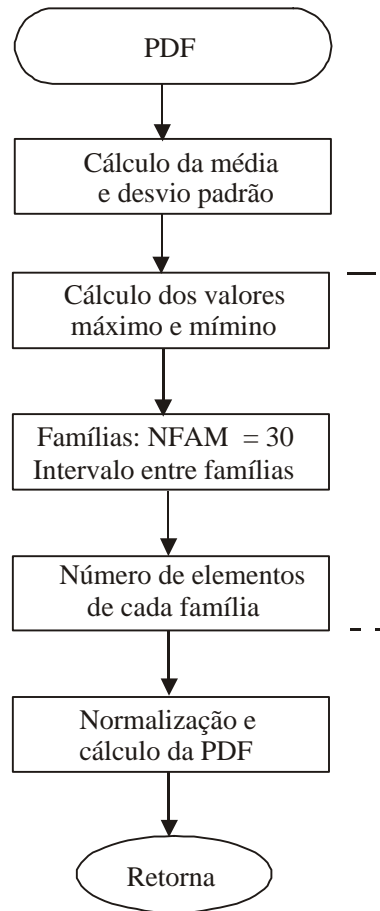 PDF
Cálculo da média
e desvio padrão
Cálculo dos valores
máximo e mímino
Famílias: NFAM = 30
Intervalo entre famílias
Número de elementos
de cada família
Normalização e
cálculo da PDF
Retorna